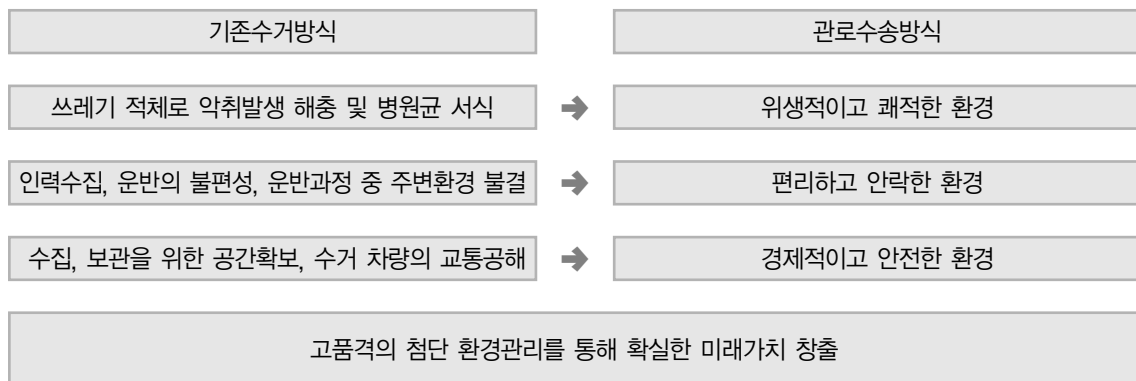 기존수거방식
관로수송방식
쓰레기 적체로 악취발생 해충 및 병원균 서식
위생적이고 쾌적한 환경
인력수집, 운반의 불편성, 운반과정 중 주변환경 불결
편리하고 안락한 환경
수집, 보관을 위한 공간확보, 수거 차량의 교통공해
경제적이고 안전한 환경
고품격의 첨단 환경관리를 통해 확실한 미래가치 창출